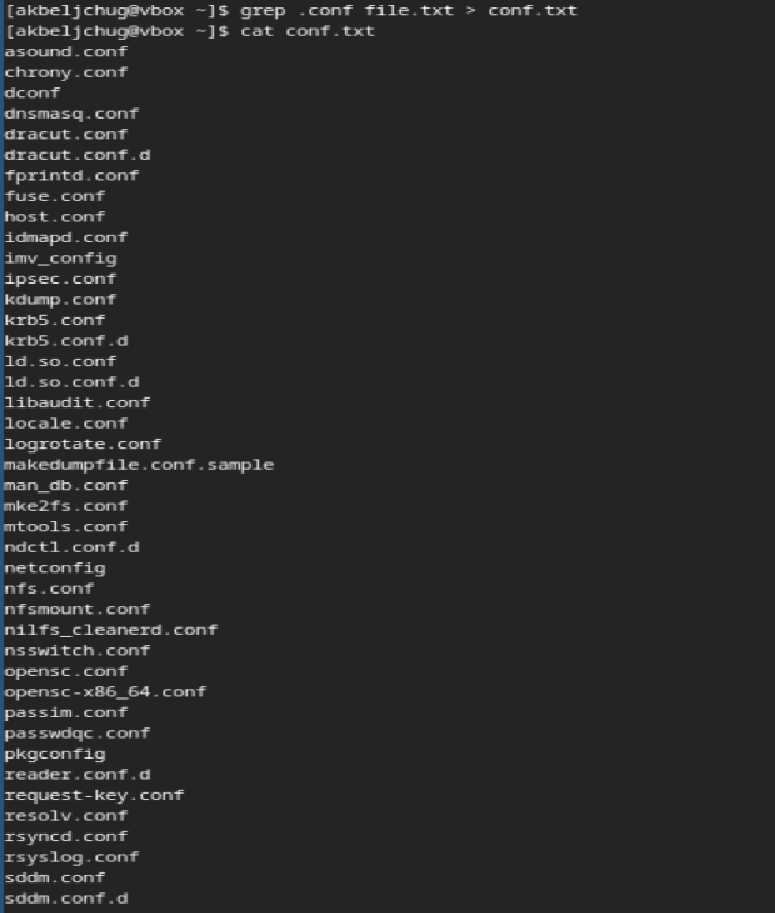 [akbeljchug@vbox ~]$ grep .conf file.txt > conf.txt
[akbeljchug@vbox ~]$ cat conf.txt
asound.conf
chrony.conf
dconf
dnsmasq.conf
dracut.conf
dracut.conf.d
fprintd.conf
fuse.conf
host.conf
idmapd.conf
imv_config
ipsec.conf
kdump.conf
krb5.conf
krb5.conf.d
ld.so.conf
ld.so.conf.d
libaudit.conf
locale.conf
logrotate.conf
makedumpfile.conf.sample
man_db.conf
mke2fs.conf
mtools.conf
ndctl.conf.d
netconfig
nfs.conf
nfsmount.conf
nilfs_cleanerd.conf
nsswitch.conf
opensc.conf
opensc-x86_64.conf
passim.conf
passwdqc.conf
pkgconfig
reader.conf.d
request-key.conf
resolv.conf
rsyncd.conf
rsyslog.conf
sddm.conf
sddm.conf.d